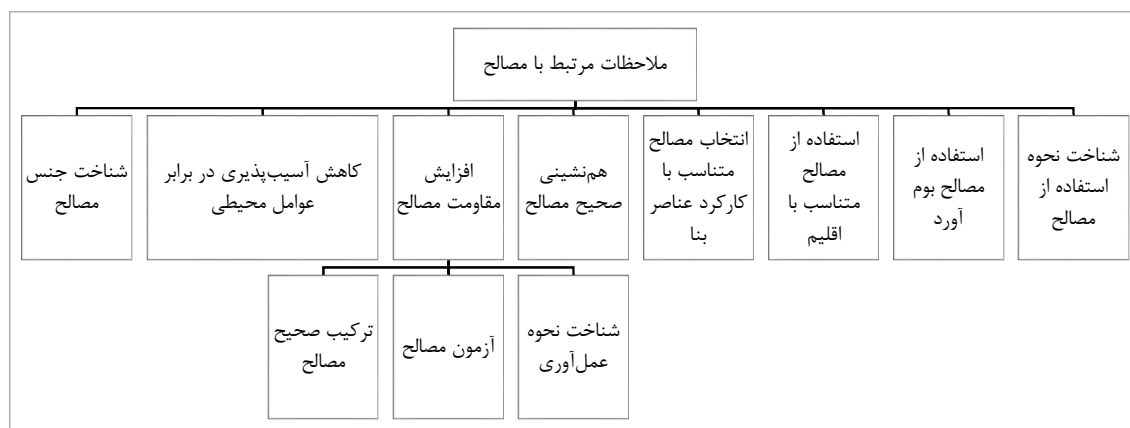 ملاحظات مرتبط با مصالح
شناخت نحوه
استفاده از
مصالح
استفاده از
مصالح بوم
آورد
استفاده از
مصالح
متناسب با
اقلیم
انتخاب مصالح
متناسب با
کارکرد عناصر
بنا
هم‌نشینی
صحیح مصالح
افزایش
مقاومت مصالح
کاهش آسیب‌پذیری در برابر
عوامل محیطی
شناخت جنس
مصالح
شناخت نحوه
عمل‌آوری
آزمون مصالح
ترکیب صحیح
مصالح